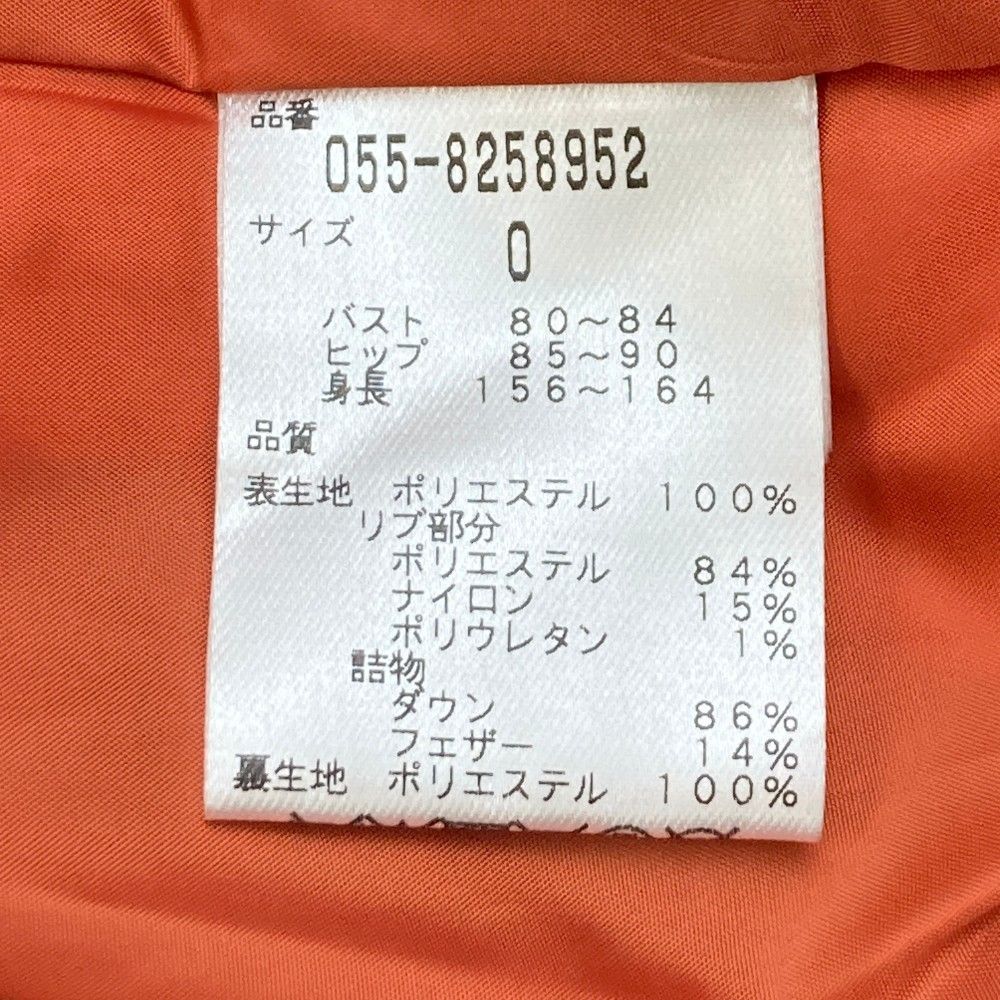 品番
055-8258952
サイズ 0
バスト 80～84
ヒップ 85～90
身長 156～164
品質
表生地 ポリエステル 100%
リブ部分
ポリエステル 84%
ナイロン 15%
ポリウレタン 1%
詰物
ダウン 86%
フェザー 14%
裏生地 ポリエステル 100%